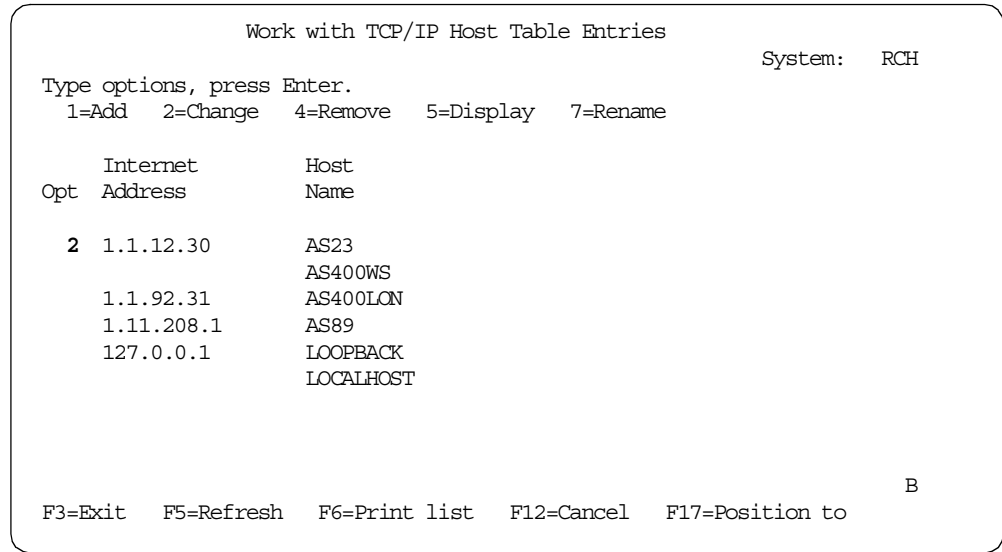 Work with TCP/IP Host Table Entries
System: RCH
Type options, press Enter.
1=Add 2=Change 4=Remove 5=Display 7=Rename
Internet Host
Opt Address Name
2 1.1.12.30 AS23
AS400WS
1.1.92.31 AS400LON
1.11.208.1 AS89
127.0.0.1 LOOPBACK
LOCALHOST
B
F3=Exit F5=Refresh F6=Print list F12=Cancel F17=Position to